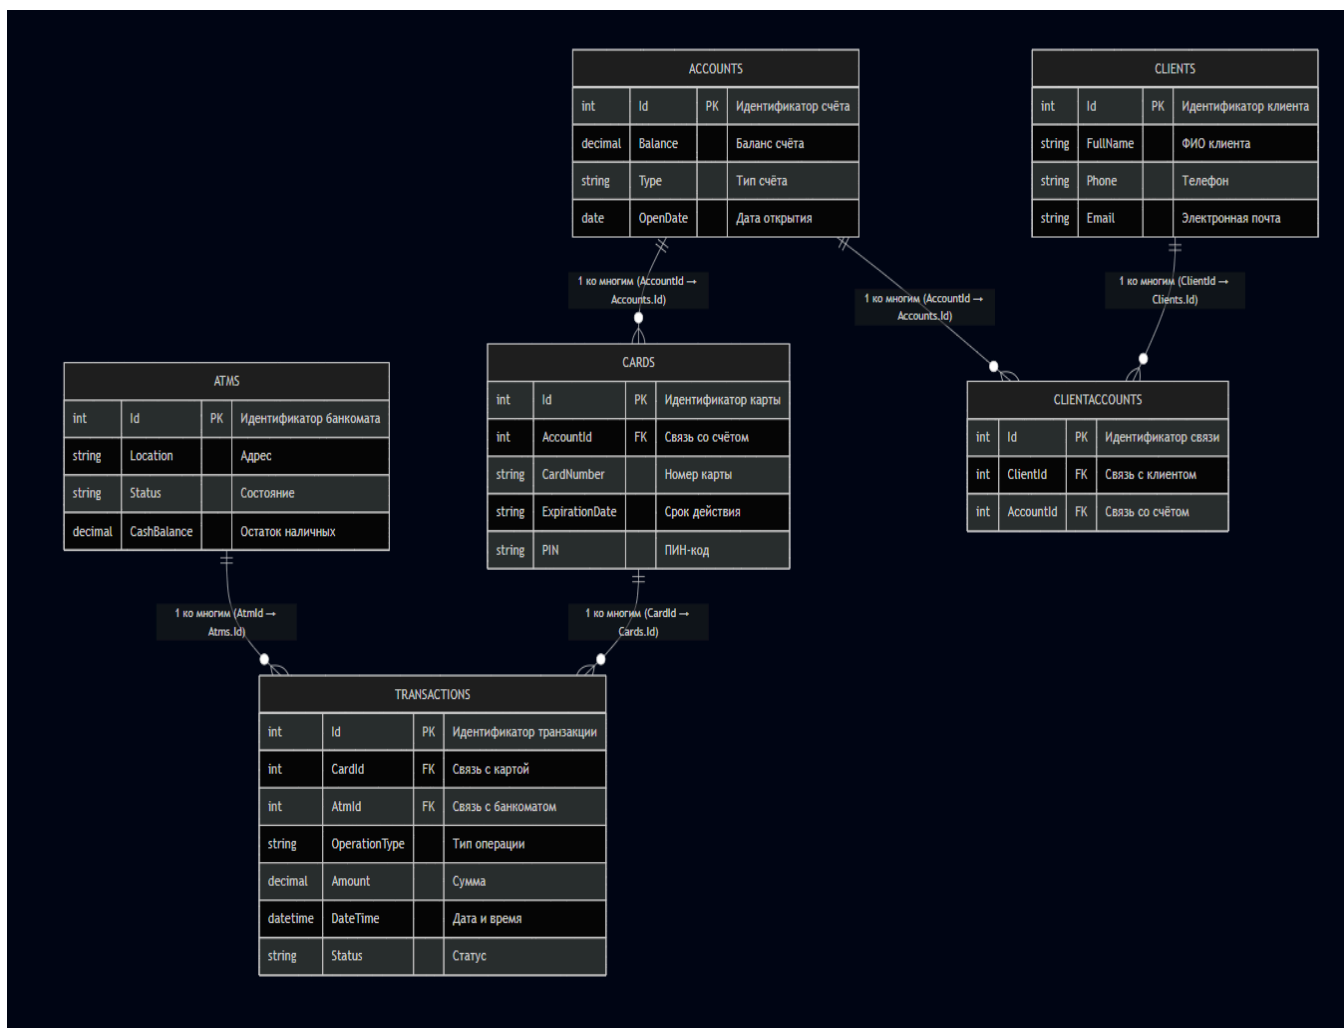 ACCOUNTS
int Id PK Идентификатор счёта
decimal Balance Баланс счёта
string Type Тип счёта
date OpenDate Дата открытия
CLIENTS
int Id PK Идентификатор клиента
string FullName ФИО клиента
string Phone Телефон
string Email Электронная почта
1 ко многим (AccountId →
Accounts.Id)
1 ко многим (AccountId →
Accounts.Id)
1 ко многим (ClientId →
Clients.Id)
ATMS
int Id PK Идентификатор банкомата
string Location Адрес
string Status Состояние
decimal CashBalance Остаток наличных
CARDS
int Id PK Идентификатор карты
int AccountId FK Связь со счётом
string CardNumber Номер карты
string ExpirationDate Срок действия
string PIN ПИН-код
CLIENTACCOUNTS
int Id PK Идентификатор связи
int ClientId FK Связь с клиентом
int AccountId FK Связь со счётом
1 ко многим (AtmId →
Atms.Id)
1 ко многим (CardId →
Cards.Id)
TRANSACTIONS
int Id PK Идентификатор транзакции
int CardId FK Связь с картой
int AtmId FK Связь с банкоматом
string OperationType Тип операции
decimal Amount Сумма
datetime DateTime Дата и время
string Status Статус